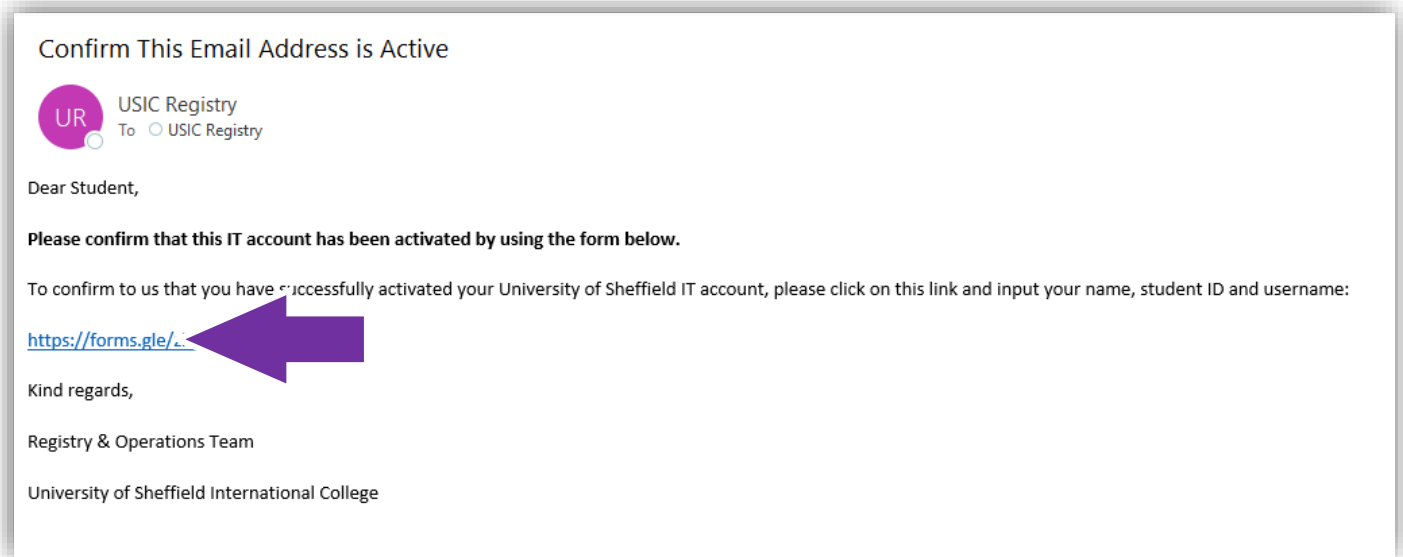 Confirm This Email Address is Active
UR
USIC Registry
To USIC Registry
Dear Student,
Please confirm that this IT account has been activated by using the form below.
To confirm to us that you have successfully activated your University of Sheffield IT account, please click on this link and input your name, student ID and username:
https://forms.gle/
Kind regards,
Registry & Operations Team
University of Sheffield International College